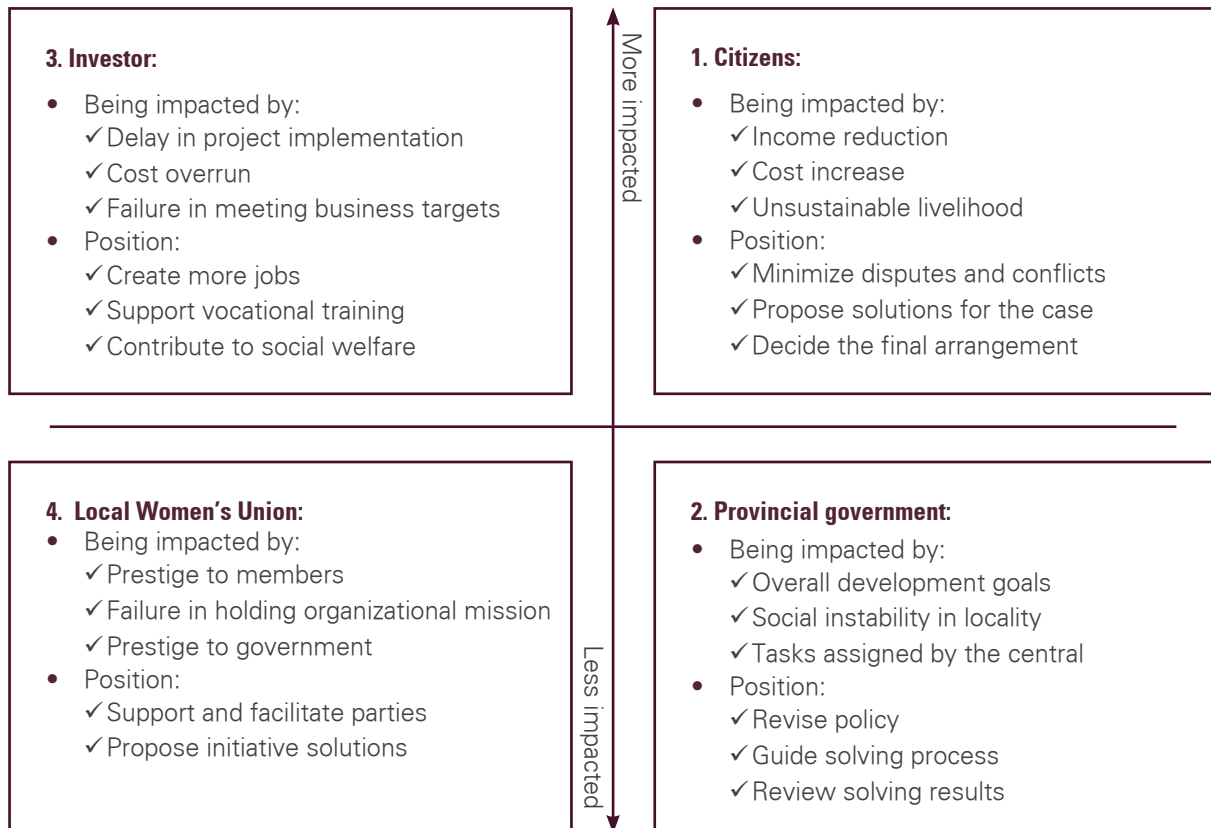 3. Investor:
• Being impacted by:
✓ Delay in project implementation
✓ Cost overrun
✓ Failure in meeting business targets
• Position:
✓ Create more jobs
✓ Support vocational training
✓ Contribute to social welfare
More impacted
1. Citizens:
• Being impacted by:
✓ Income reduction
✓ Cost increase
✓ Unsustainable livelihood
• Position:
✓ Minimize disputes and conflicts
✓ Propose solutions for the case
✓ Decide the final arrangement
4. Local Women's Union:
• Being impacted by:
✓ Prestige to members
✓ Failure in holding organizational mission
✓ Prestige to government
• Position:
✓ Support and facilitate parties
✓ Propose initiative solutions
Less impacted
2. Provincial government:
• Being impacted by:
✓ Overall development goals
✓ Social instability in locality
✓ Tasks assigned by the central
• Position:
✓ Revise policy
✓ Guide solving process
✓ Review solving results